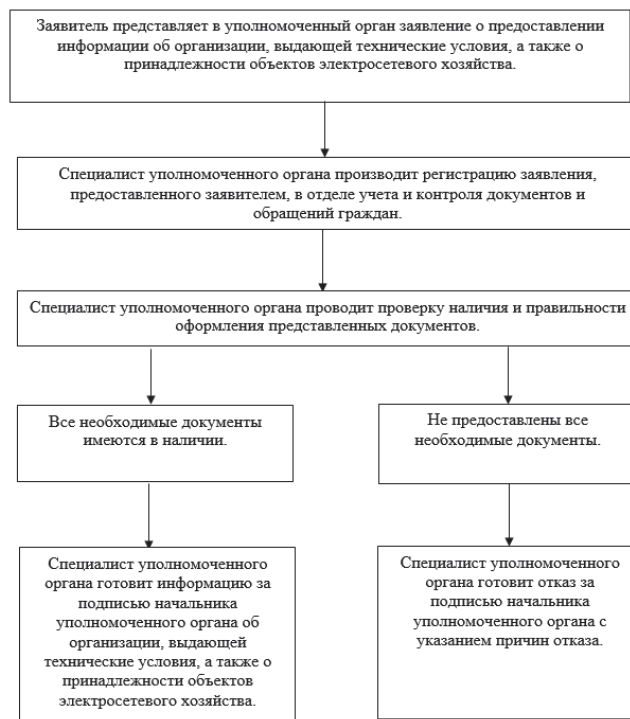 Заявитель представляет в уполномоченный орган заявление о предоставлении
информации об организации, выдающей технические условия, а также о
принадлежности объектов электросетевого хозяйства.
Специалист уполномоченного органа производит регистрацию заявления,
предоставленного заявителем, в отделе учета и контроля документов и
обращений граждан.
Специалист уполномоченного органа проводит проверку наличия и правильности
оформления представленных документов.
Все необходимые документы
имеются в наличии.
Не предоставлены все
необходимые документы.
Специалист уполномоченного
органа готовит информацию за
подписью начальника
уполномоченного органа об
организации, выдающей
технические условия, а также о
принадлежности объектов
электросетевого хозяйства.
Специалист уполномоченного
органа готовит отказ за
подписью начальника
уполномоченного органа с
указанием причин отказа.